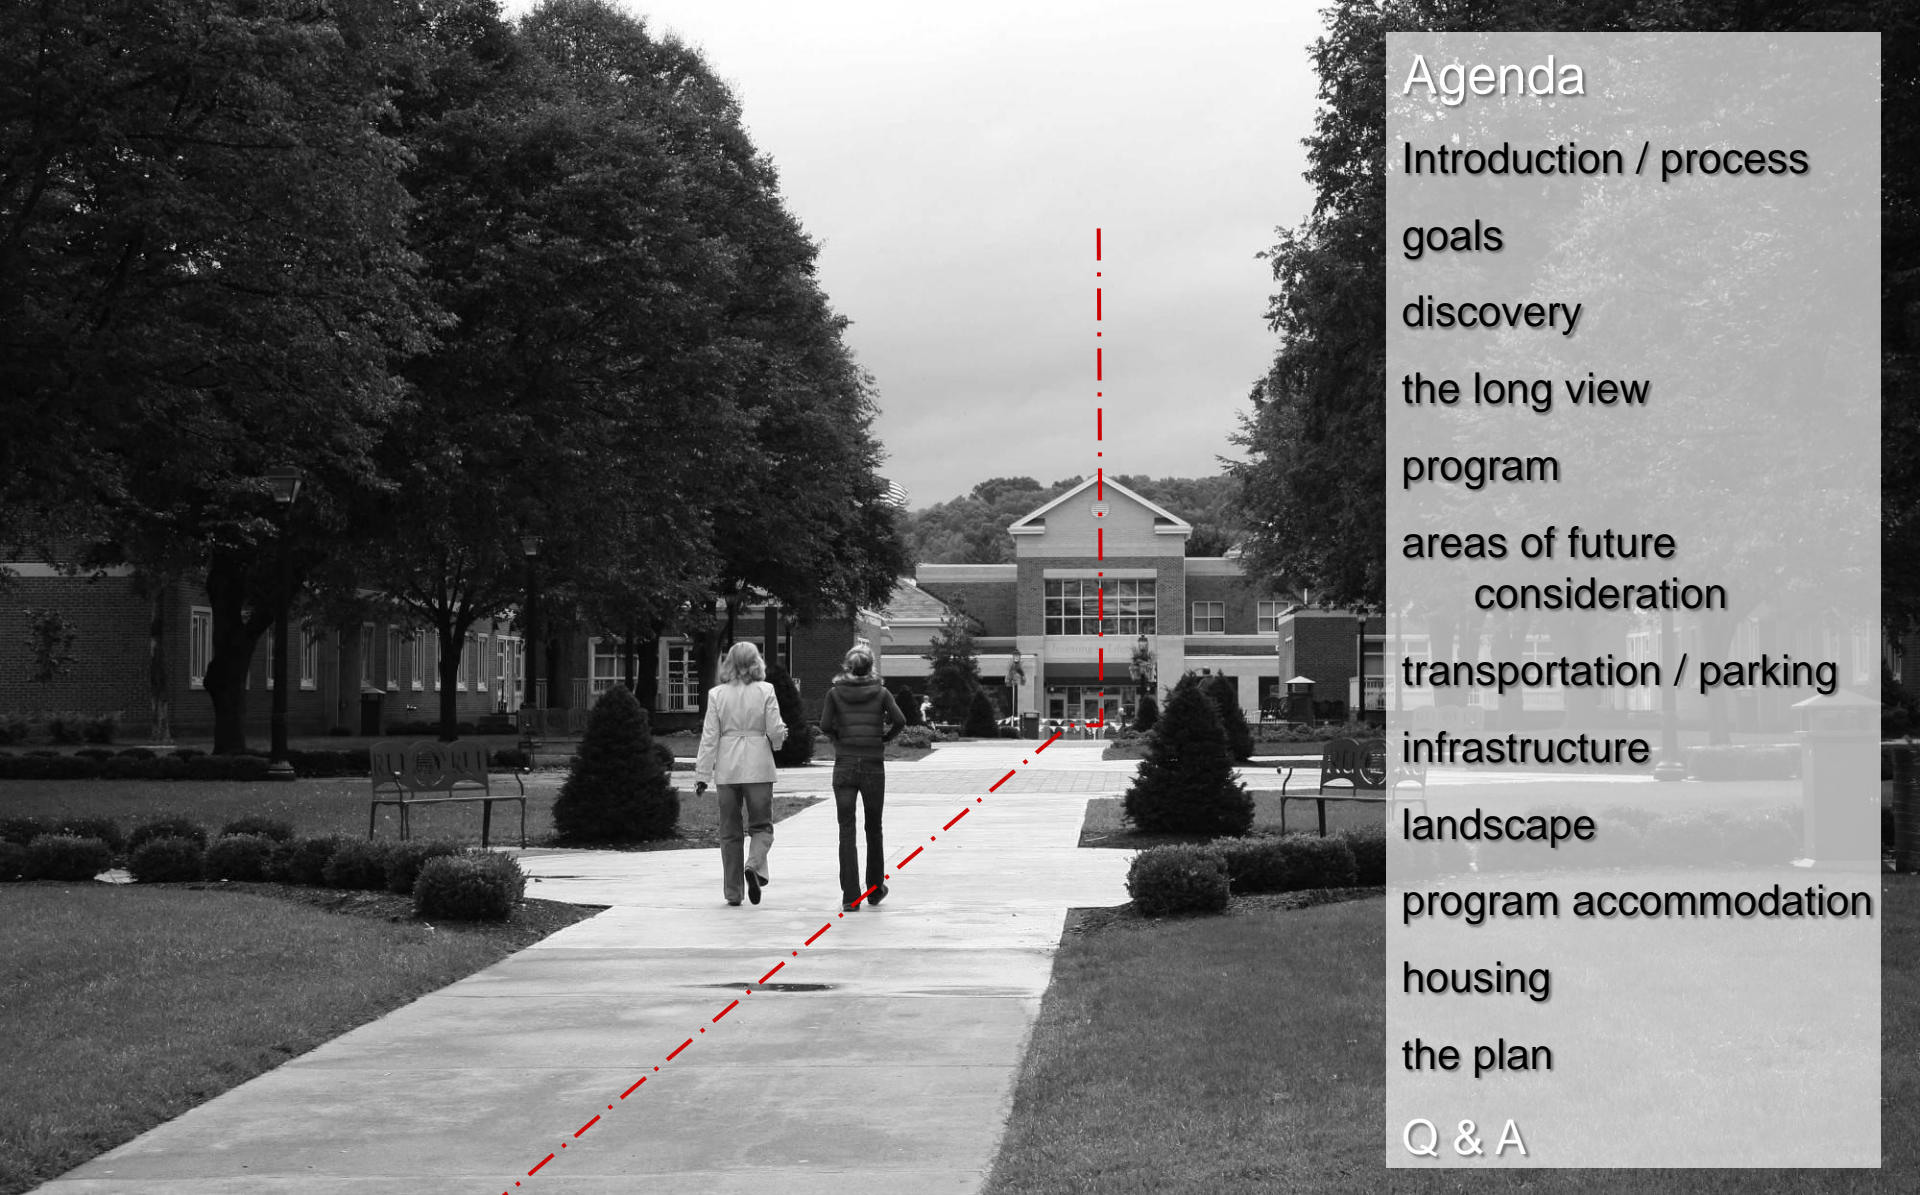 Agenda
Introduction / process
goals
discovery
the long view
program
areas of future
consideration
transportation / parking
infrastructure
landscape
program accommodation
housing
the plan
Q & A